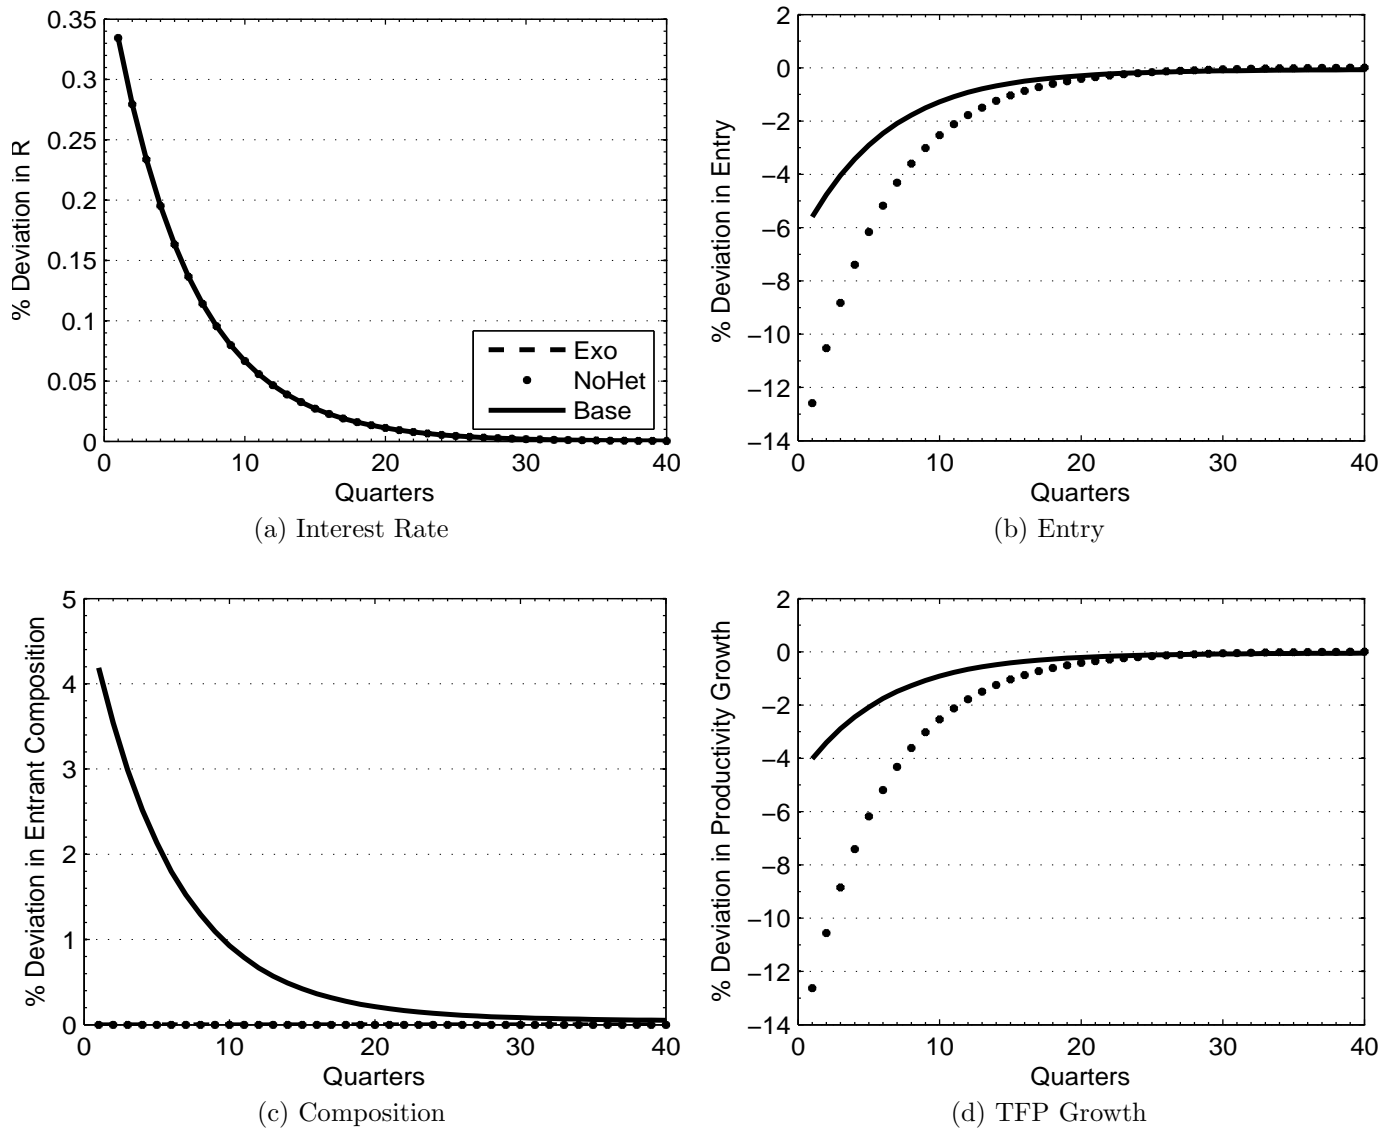 0.35
0.3
0.25
0.2
0.15
0.1
0.05
0
% Deviation in R
Exo
NoHet
Base
0 10 20 30 40
Quarters
(a) Interest Rate
2
0
−2
−4
−6
−8
−10
−12
−14
% Deviation in Entry
0 10 20 30 40
Quarters
(b) Entry
5
4
3
2
1
0
% Deviation in Entrant Composition
0 10 20 30 40
Quarters
(c) Composition
2
0
−2
−4
−6
−8
−10
−12
−14
% Deviation in Productivity Growth
0 10 20 30 40
Quarters
(d) TFP Growth